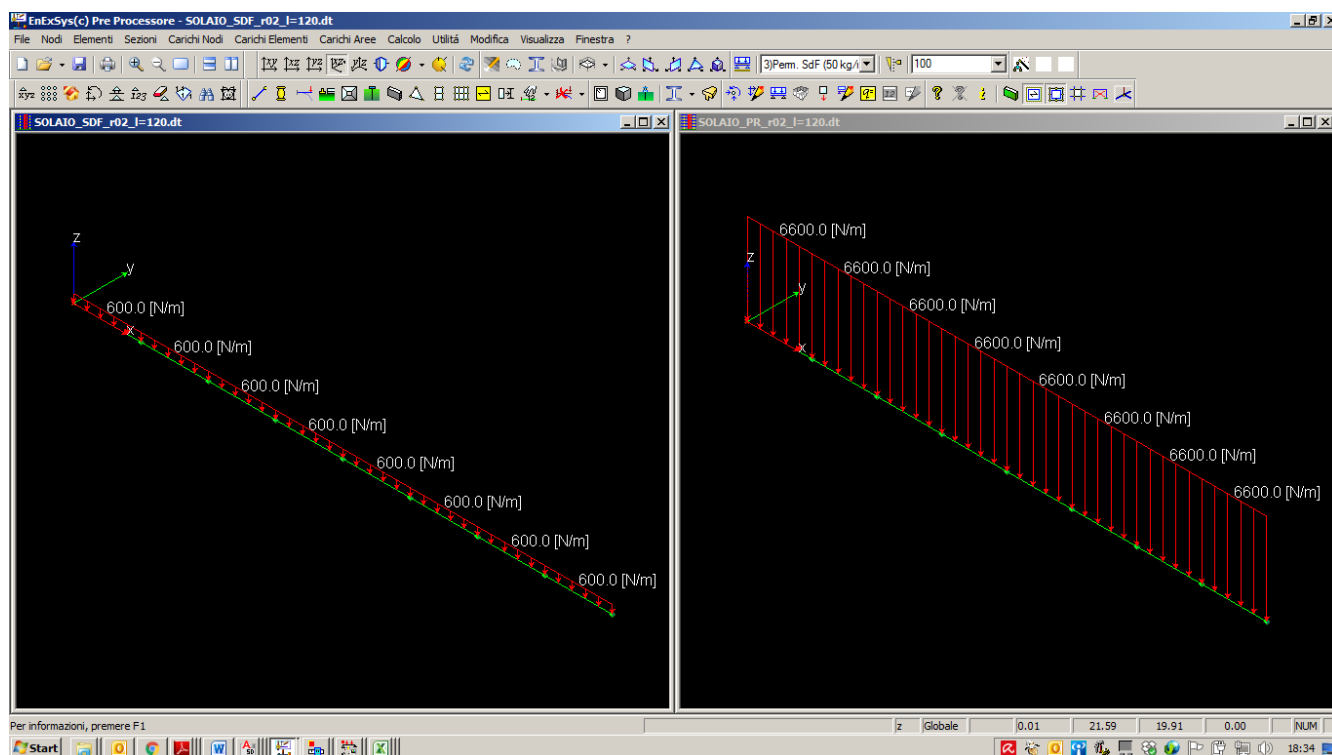 EnExSys(c) Pre Processore - SOLAIO_SDF_r02_l=120.dt
File Nodi Elementi Sezioni Carichi Nodi Carichi Elementi Carichi Aree Calcolo Utilitá Modifica Visualizza Finestra ?
3)Perm. SdF (50 kg/ 100
SOLAIO_SDF_r02_l=120.dt
z
y
x
600.0 [N/m]
600.0 [N/m]
600.0 [N/m]
600.0 [N/m]
600.0 [N/m]
600.0 [N/m]
600.0 [N/m]
600.0 [N/m]
SOLAIO_PR_r02_l=120.dt
z
y
x
6600.0 [N/m]
6600.0 [N/m]
6600.0 [N/m]
6600.0 [N/m]
6600.0 [N/m]
6600.0 [N/m]
6600.0 [N/m]
6600.0 [N/m]
Per informazioni, premere F1 z Globale 0.01 21.59 19.91 0.00 NUM
Start 18:34